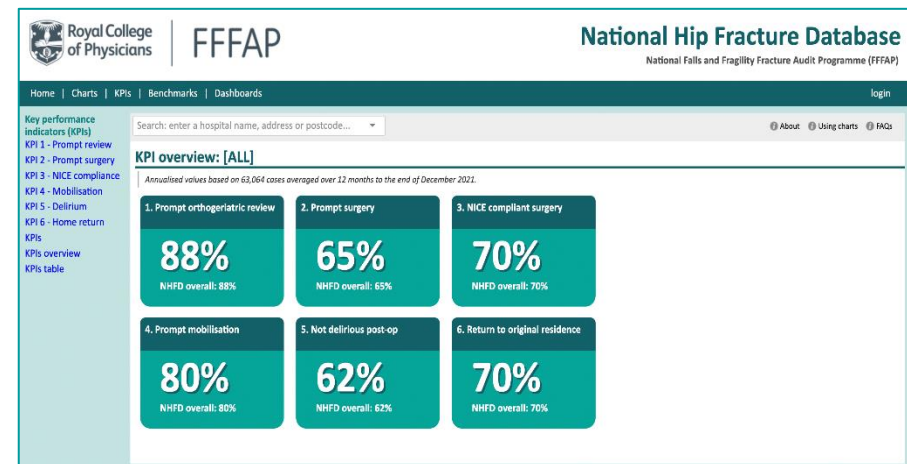 Royal College
of Physicians
FFFAP
National Hip Fracture Database
National Falls and Fragility Fracture Audit Programme (FFFAP)
Home | Charts | KPIs | Benchmarks | Dashboards
login
Key performance
indicators (KPIs)
KPI 1 - Prompt review
KPI 2 - Prompt surgery
KPI 3 - NICE compliance
KPI 4 - Mobilisation
KPI 5 - Delirium
KPI 6 - Home return
KPIs
KPIs overview
KPIs table
Search: enter a hospital name, address or postcode...
About Using charts FAQs
KPI overview: [ALL]
Annualised values based on 63,064 cases averaged over 12 months to the end of December 2021.
1. Prompt orthogeriatric review
88%
NHFD overall: 88%
2. Prompt surgery
65%
NHFD overall: 65%
3. NICE compliant surgery
70%
NHFD overall: 70%
4. Prompt mobilisation
80%
NHFD overall: 80%
5. Not delirious post-op
62%
NHFD overall: 62%
6. Return to original residence
70%
NHFD overall: 70%